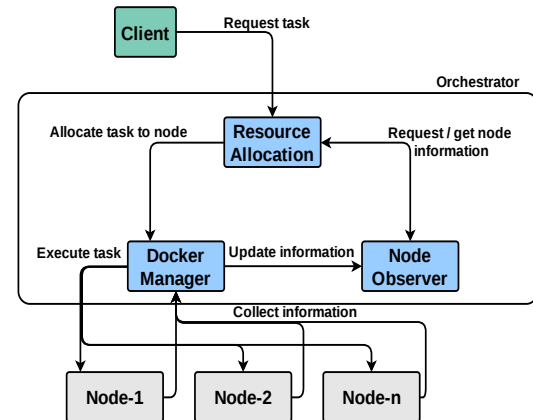 Client
Request task
Orchestrator
Allocate task to node
Resource
Allocation
Request / get node
information
Execute task
Docker
Manager
Update information
Node
Observer
Collect information
Node-1
Node-2
Node-n